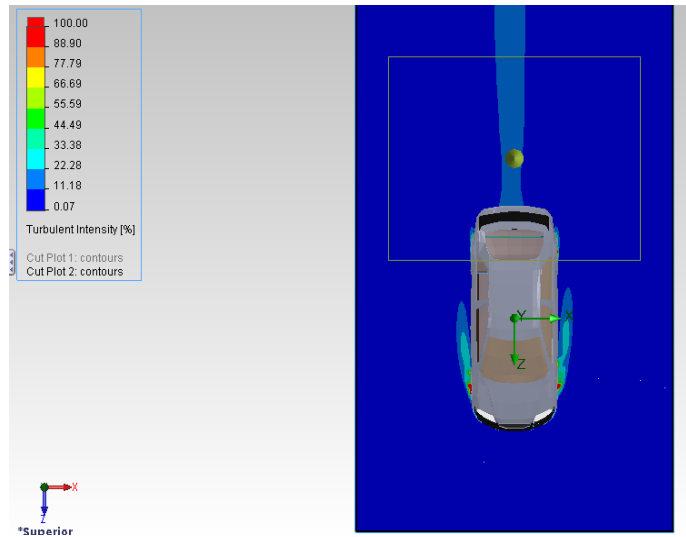 100.00
88.90
77.79
66.69
55.59
44.49
33.38
22.28
11.18
0.07
Turbulent Intensity [%]
Cut Plot 1: contours
Cut Plot 2: contours
Y
X
Z
X
Z
*Superior